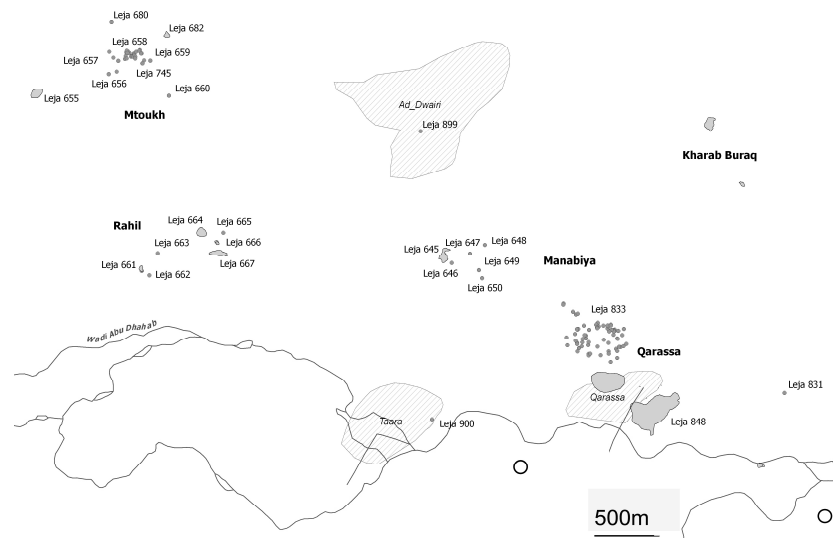 Leja 680
Leja 682
Leja 658
Leja 659
Leja 657
Leja 745
Leja 656
Leja 660
Leja 655
Mtoukh
Ad_Dwairi
Leja 899
Kharab Buraq
Rahil
Leja 664
Leja 665
Leja 663
Leja 666
Leja 661
Leja 667
Leja 662
Leja 645
Leja 647
Leja 648
Manabiya
Leja 649
Leja 646
Leja 650
Leja 833
Wadi Abu Dhahab
Qarassa
Leja 831
Qarassa
Taara
Leja 900
Leja 848
500m